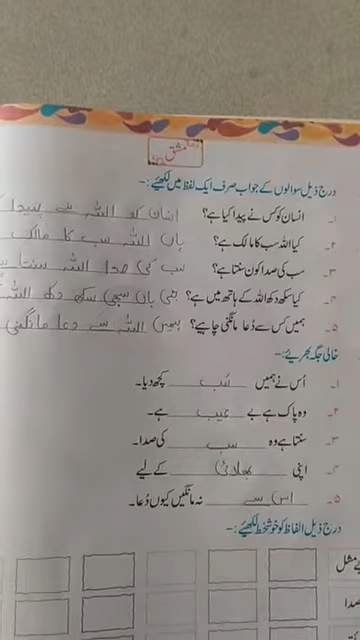 مشق
درج ذیل سوالوں کے جواب صرف ایک لفظ میں لکھیئے :-
۱۔ انسان کو کس نے پیدا کیا ہے؟ انسان کو اللہ نے پیدا
۲۔ کیا اللہ سب کا مالک ہے؟ ہاں اللہ سب کا مالک
۳۔ سب کی صدا کون سنتا ہے؟ سب کی صدا اللہ سنتا
۴۔ کیا سکھ دکھ اللہ کے ہاتھ میں ہے؟ جی ہاں سبھی سکھ دکھ اللہ
۵۔ ہمیں کس سے دُعا مانگنی چاہیے؟ ہمیں اللہ سے دعا مانگنی
خالی جگہ بھریے :-
۱۔ اُس نے ہمیں سب کچھ دیا۔
۲۔ وہ پاک ہے بے عیب ہے۔
۳۔ سنتا ہے وہ سب کی صدا۔
۴۔ اپنی بھلائی کے لیے
۵۔ اس سے نہ مانگیں کیوں دُعا۔
درج ذیل الفاظ کو خوشخط لکھیئے :-
بے مثل
صدا